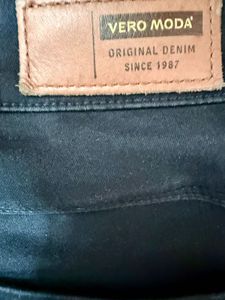 VERO MODA
ORIGINAL DENIM
SINCE 1987